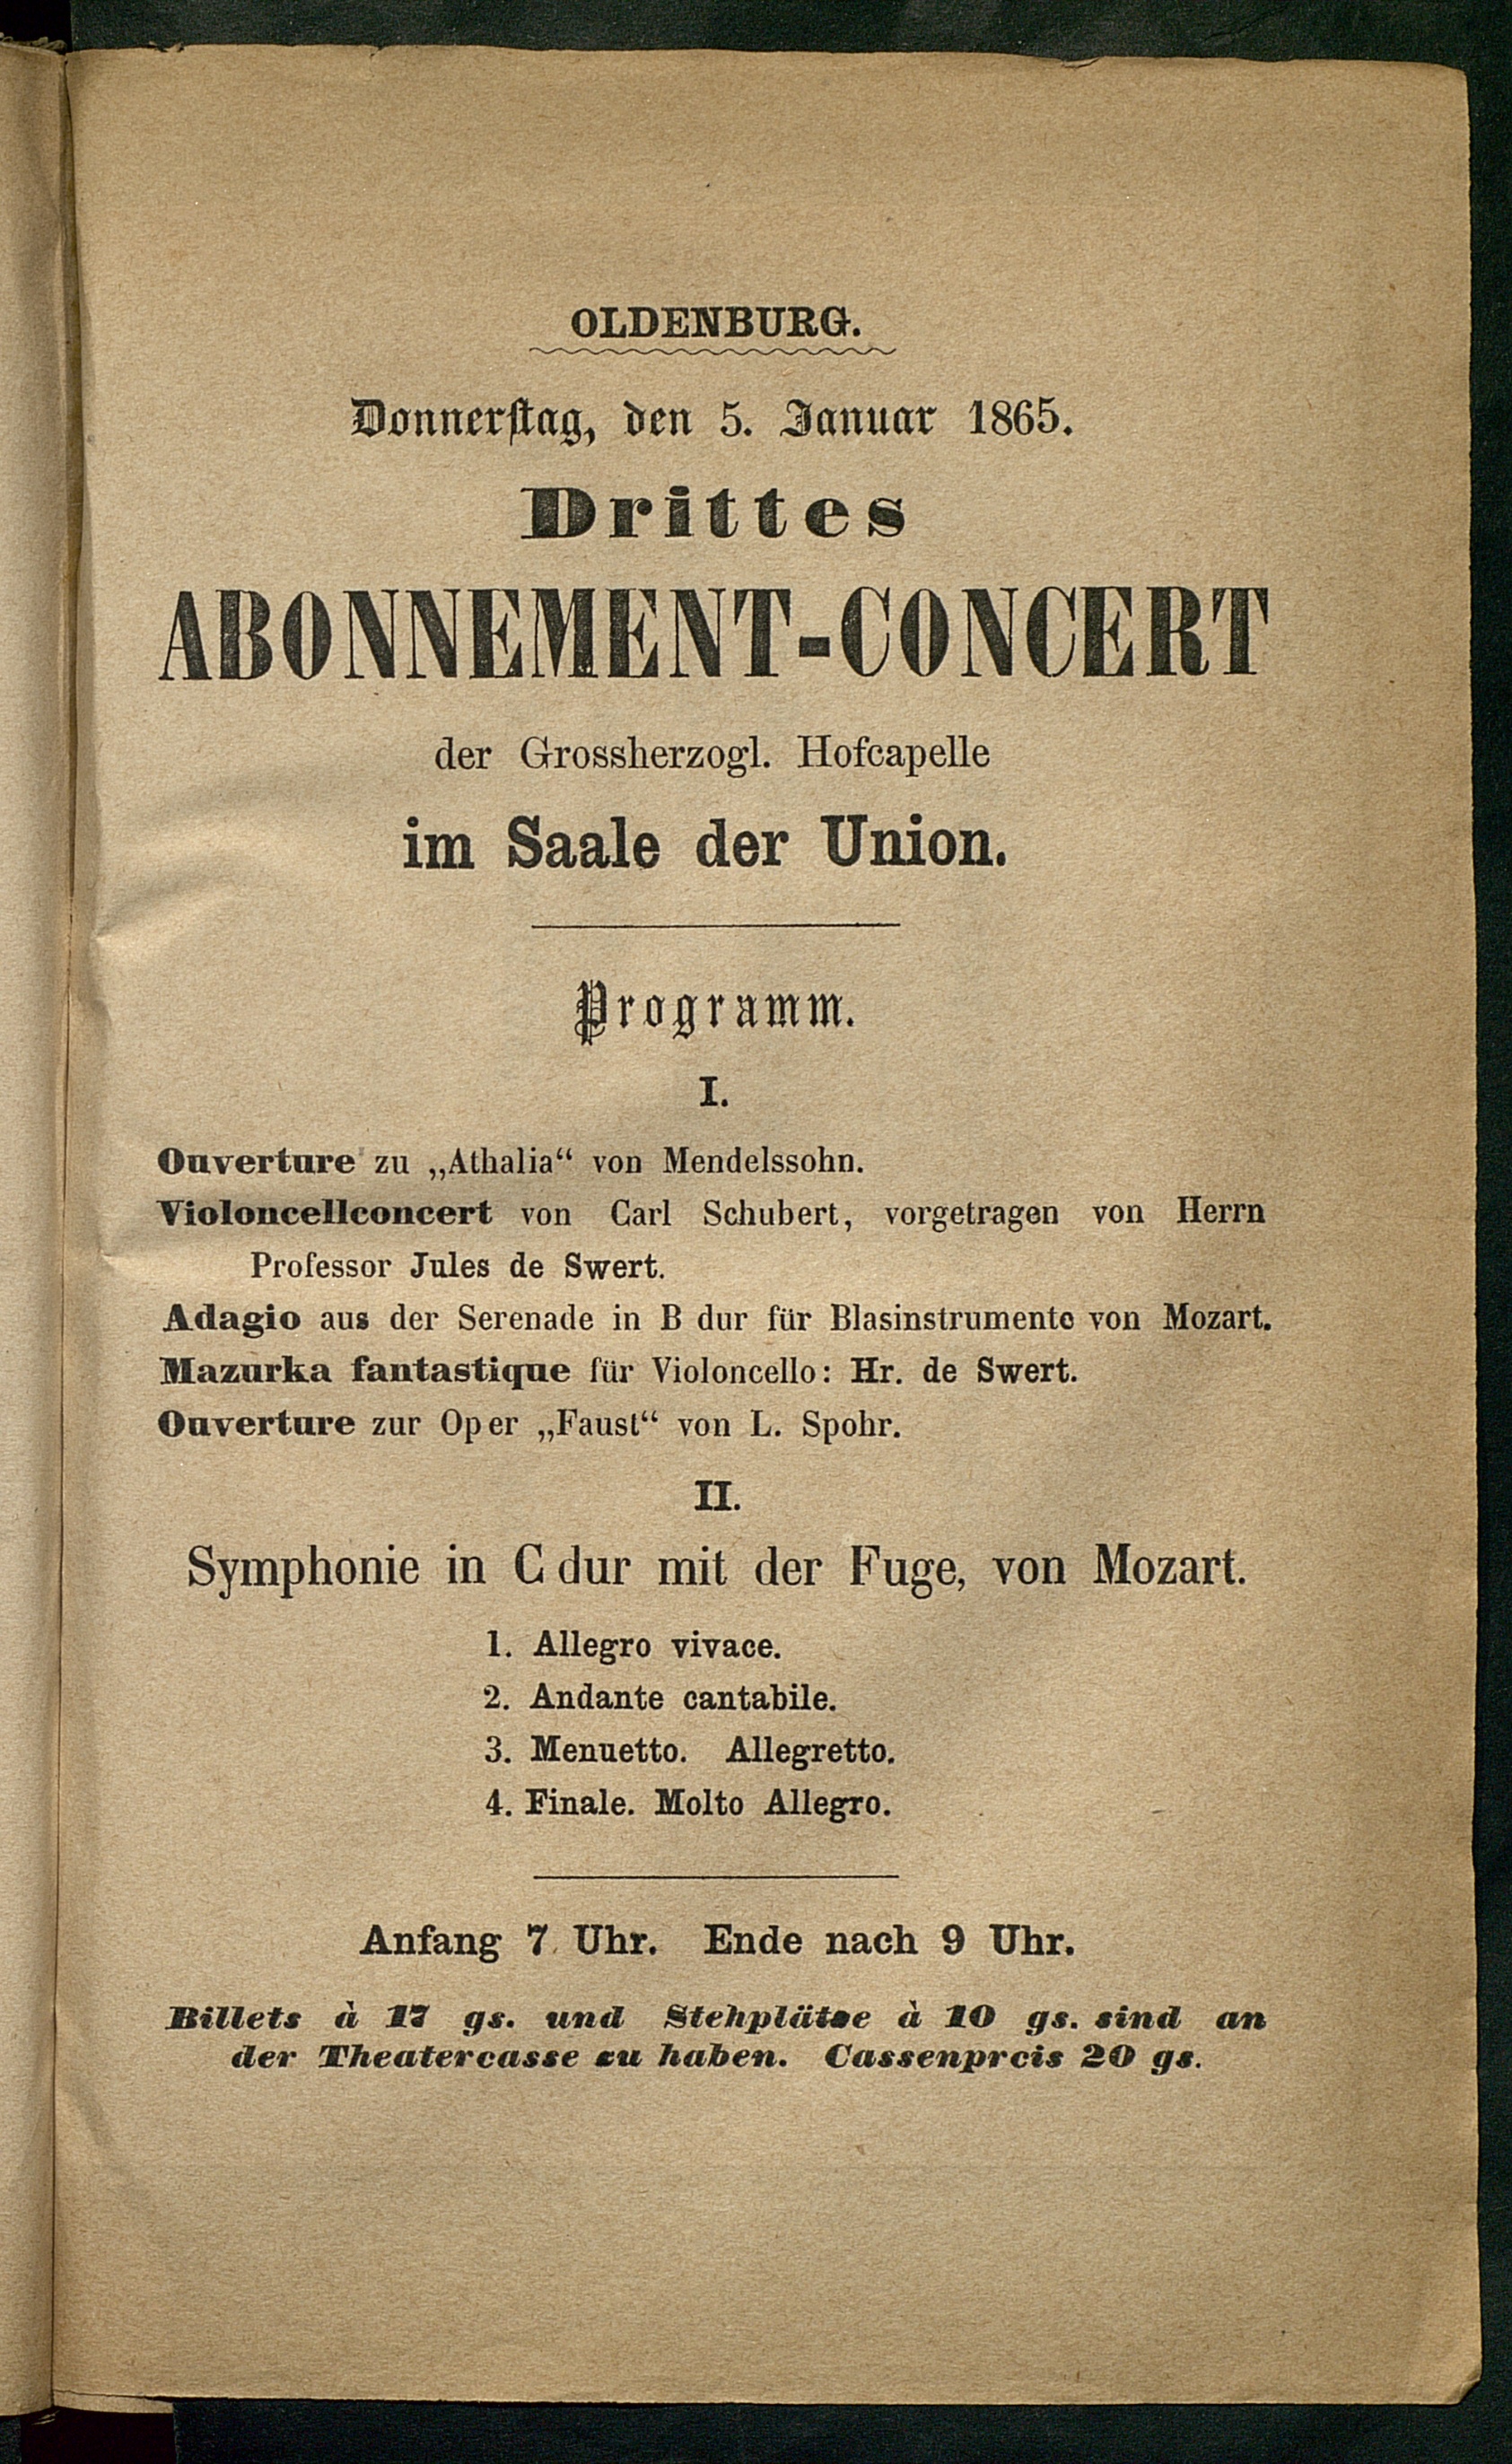 OLDENBURG.
Donnerstag, den 5. Januar 1865.
Drittes
ABONNEMENT-CONCERT
der Grossherzogl. Hofcapelle
im Saale der Union.
Programm.
I.
Ouverture zu „Athalia“ von Mendelssohn.
Violoncellconcert von Carl Schubert, vorgetragen von Herrn
Professor Jules de Swert.
Adagio aus der Serenade in B dur für Blasinstrumente von Mozart.
Mazurka fantastique für Violoncello: Hr. de Swert.
Ouverture zur Oper „Faust“ von L. Spohr.
II.
Symphonie in C dur mit der Fuge, von Mozart.
1. Allegro vivace.
2. Andante cantabile.
3. Menuetto. Allegretto.
4. Finale. Molto Allegro.
Anfang 7 Uhr. Ende nach 9 Uhr.
Billets à 17 gs. und Stehplätze à 10 gs. sind an
der Theatercasse zu haben. Cassenpreis 20 gs.